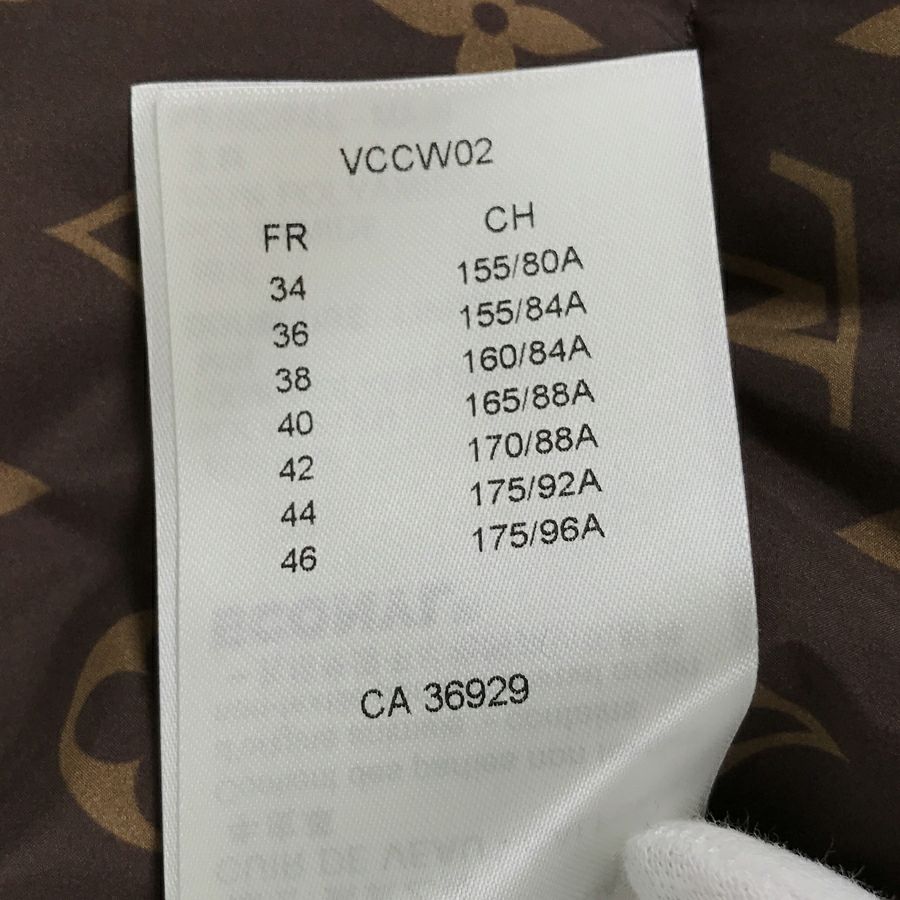 VCCW02
FR CH
34 155/80A
36 155/84A
38 160/84A
40 165/88A
42 170/88A
44 175/92A
46 175/96A
CA 36929